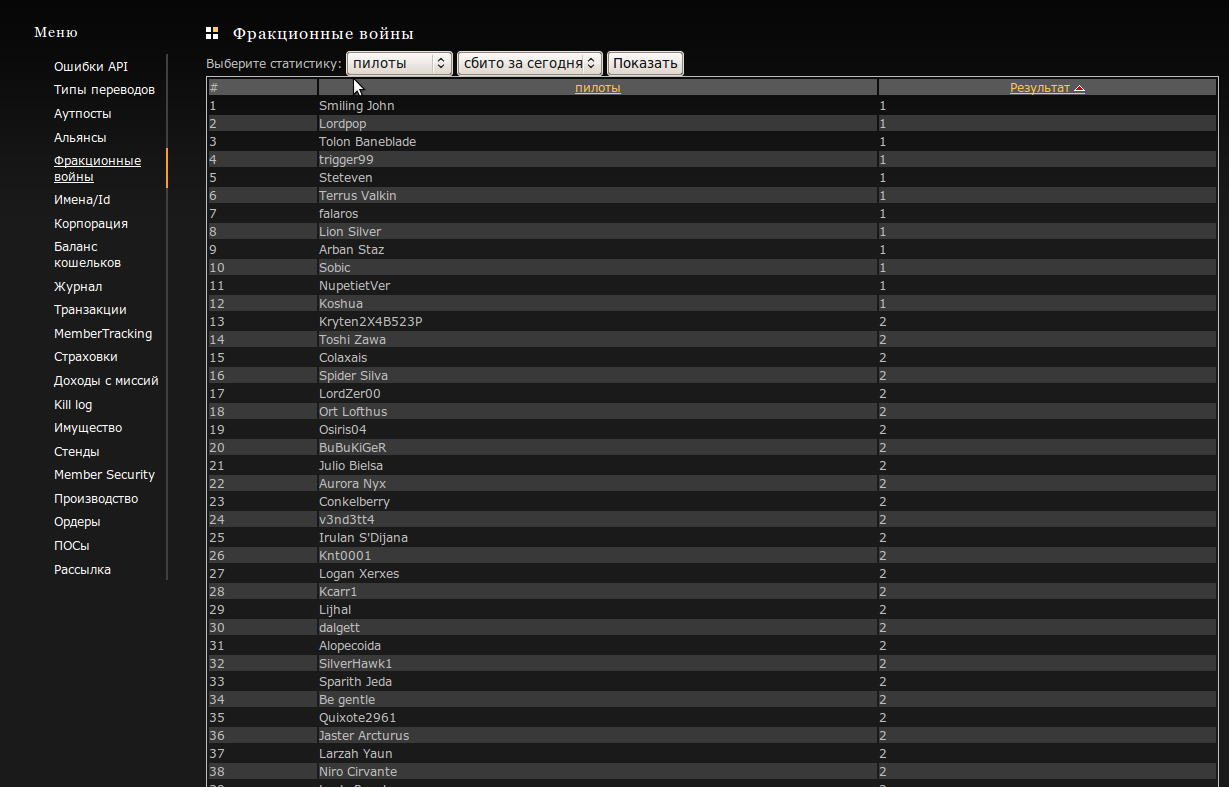 Меню
Ошибки API
Типы переводов
Аутпосты
Альянсы
Фракционные
войны
Имена/Id
Корпорация
Баланс
кошельков
Журнал
Транзакции
MemberTracking
Страховки
Доходы с миссий
Kill log
Имущество
Стенды
Member Security
Производство
Ордеры
ПОСы
Рассылка
Фракционные войны
Выберите статистику: пилоты сбито за сегодня Показать
# пилоты Результат
1 Smiling John 1
2 Lordpop 1
3 Tolon Baneblade 1
4 trigger99 1
5 Steteven 1
6 Terrus Valkin 1
7 falaros 1
8 Lion Silver 1
9 Arban Staz 1
10 Sobic 1
11 NupetietVer 1
12 Koshua 1
13 Kryten2X4B523P 2
14 Toshi Zawa 2
15 Colaxais 2
16 Spider Silva 2
17 LordZer00 2
18 Ort Lofthus 2
19 Osiris04 2
20 BuBuKiGeR 2
21 Julio Bielsa 2
22 Aurora Nyx 2
23 Conkelberry 2
24 v3nd3tt4 2
25 Irulan S'Dijana 2
26 Knt0001 2
27 Logan Xerxes 2
28 Kcarr1 2
29 Lijhal 2
30 dalgett 2
31 Alopecoida 2
32 SilverHawk1 2
33 Sparith Jeda 2
34 Be gentle 2
35 Quixote2961 2
36 Jaster Arcturus 2
37 Larzah Yaun 2
38 Niro Cirvante 2